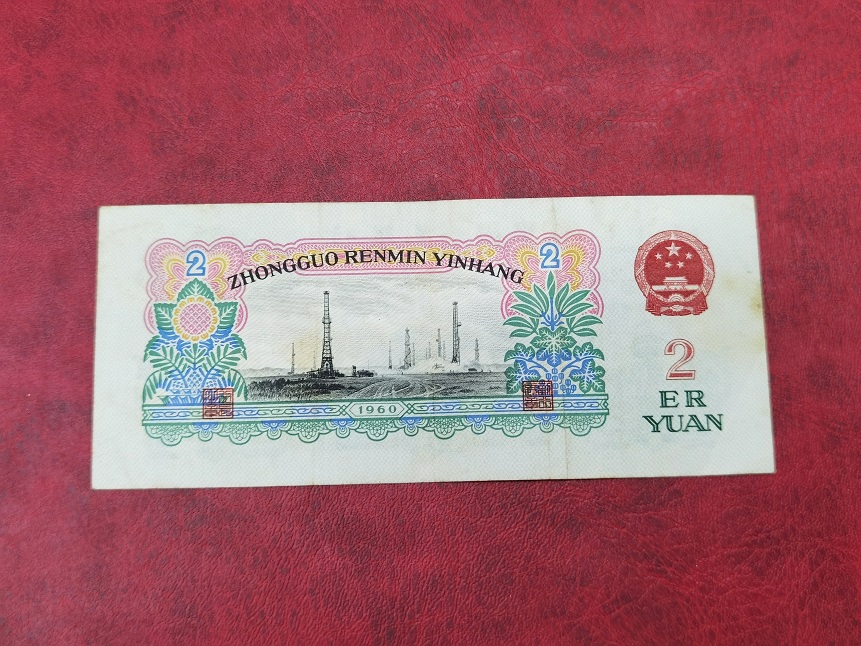 2
ZHONGGUO RENMIN YINHANG
2
1960
2
ER
YUAN